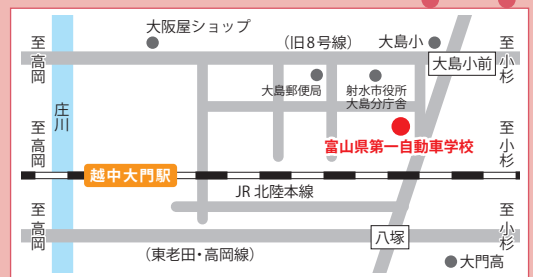 大阪屋ショップ
(旧8号線)
大島小
至高岡
至小杉
大島小前
大島郵便局
射水市役所
大島分庁舎
庄川
至高岡
富山県第一自動車学校
至小杉
越中大門駅
JR 北陸本線
至高岡
至小杉
八塚
(東老田・高岡線)
大門高